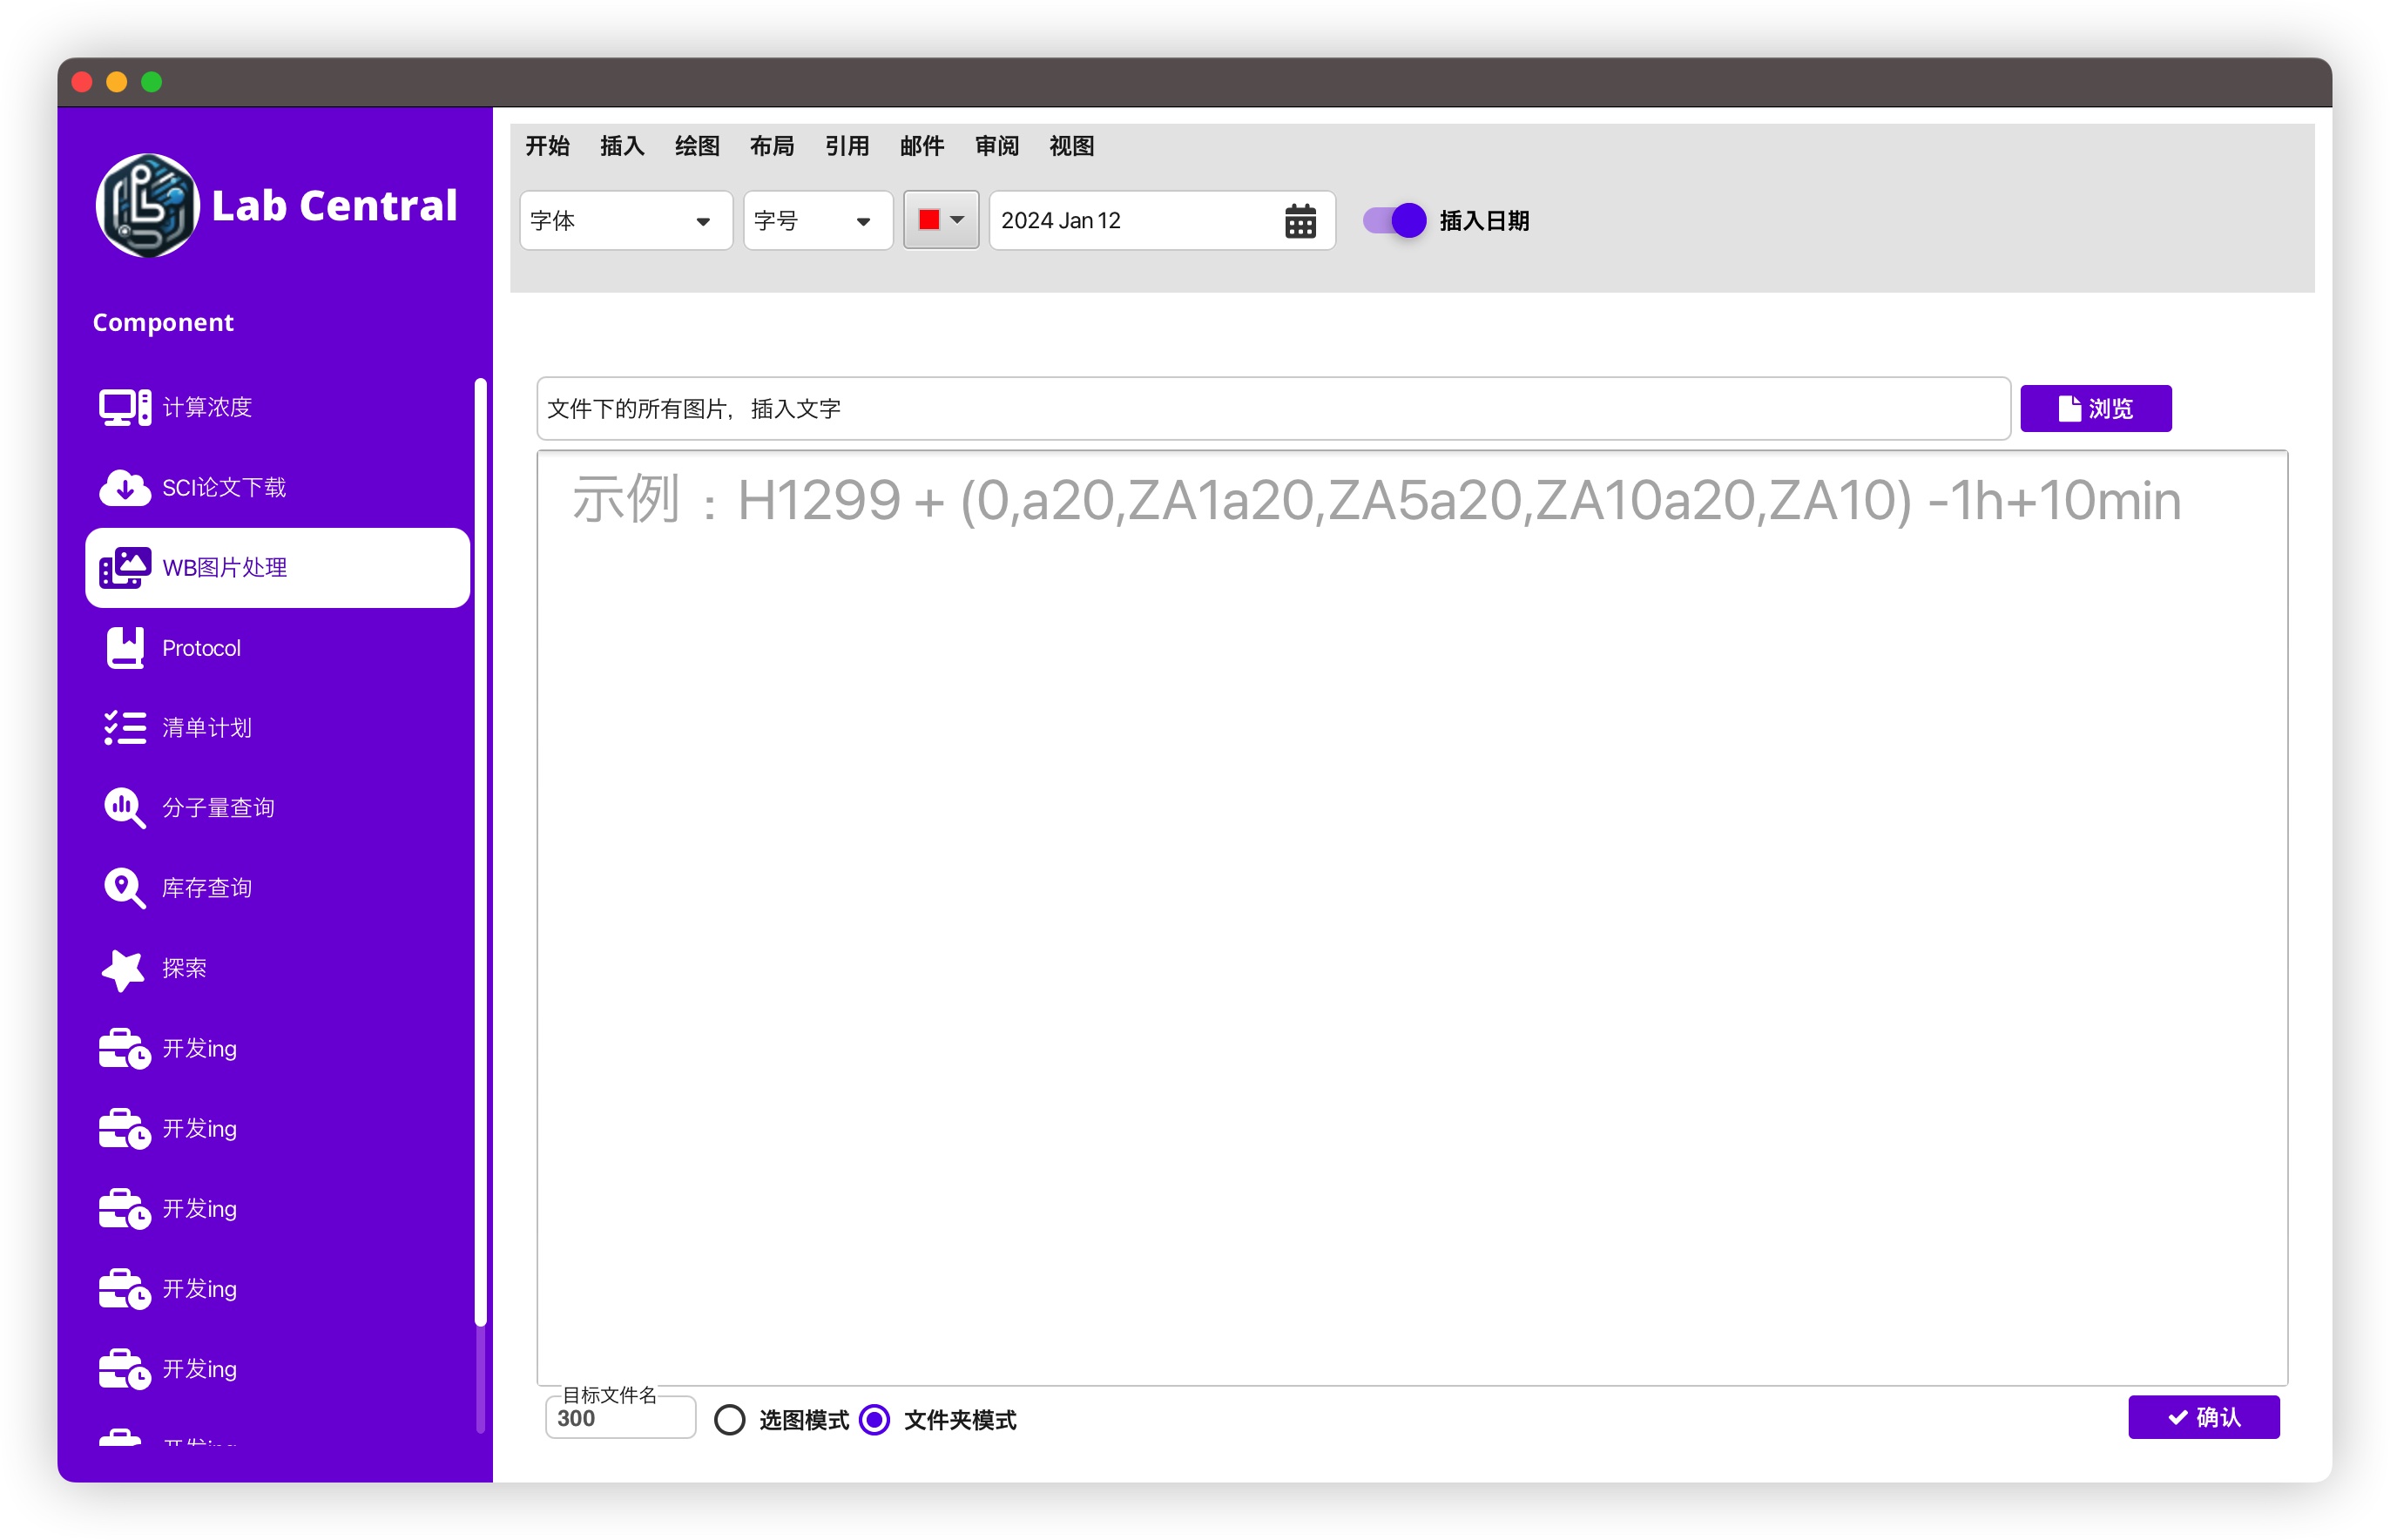 Lab Central
Component
计算浓度
SCI论文下载
WB图片处理
Protocol
清单计划
分子量查询
库存查询
探索
开发ing
开发ing
开发ing
开发ing
开发ing
开始 插入 绘图 布局 引用 邮件 审阅 视图
字体 字号 2024 Jan 12 插入日期
文件下的所有图片，插入文字 浏览
示例：H1299 + (0,a20,ZA1a20,ZA5a20,ZA10a20,ZA10) -1h+10min
目标文件名
300 选图模式 文件夹模式 确认